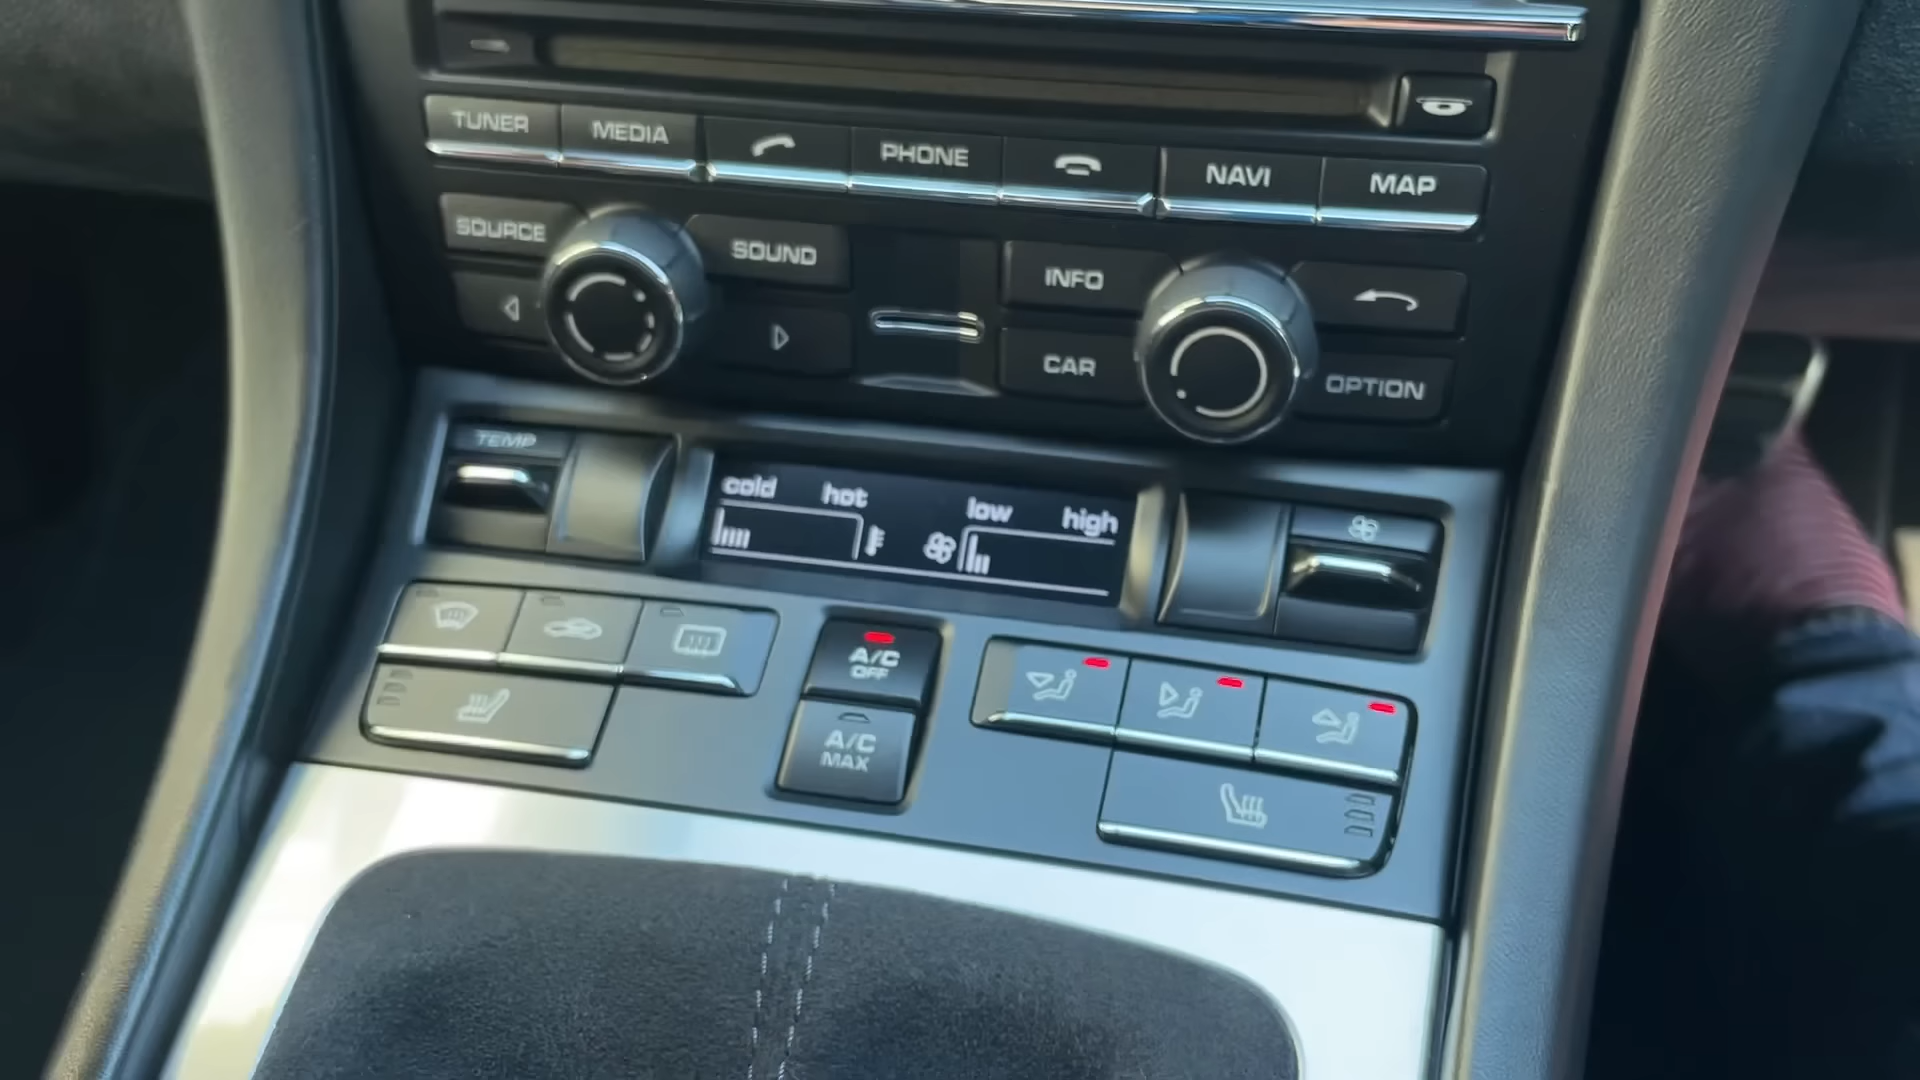 TUNER
MEDIA
PHONE
NAVI
MAP
SOURCE
SOUND
INFO
CAR
OPTION
TEMP
cold hot
low high
A/C
OFF
A/C
MAX